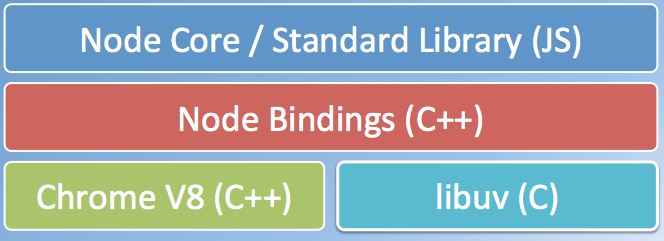 Node Core / Standard Library (JS)
Node Bindings (C++)
Chrome V8 (C++)
libuv (C)